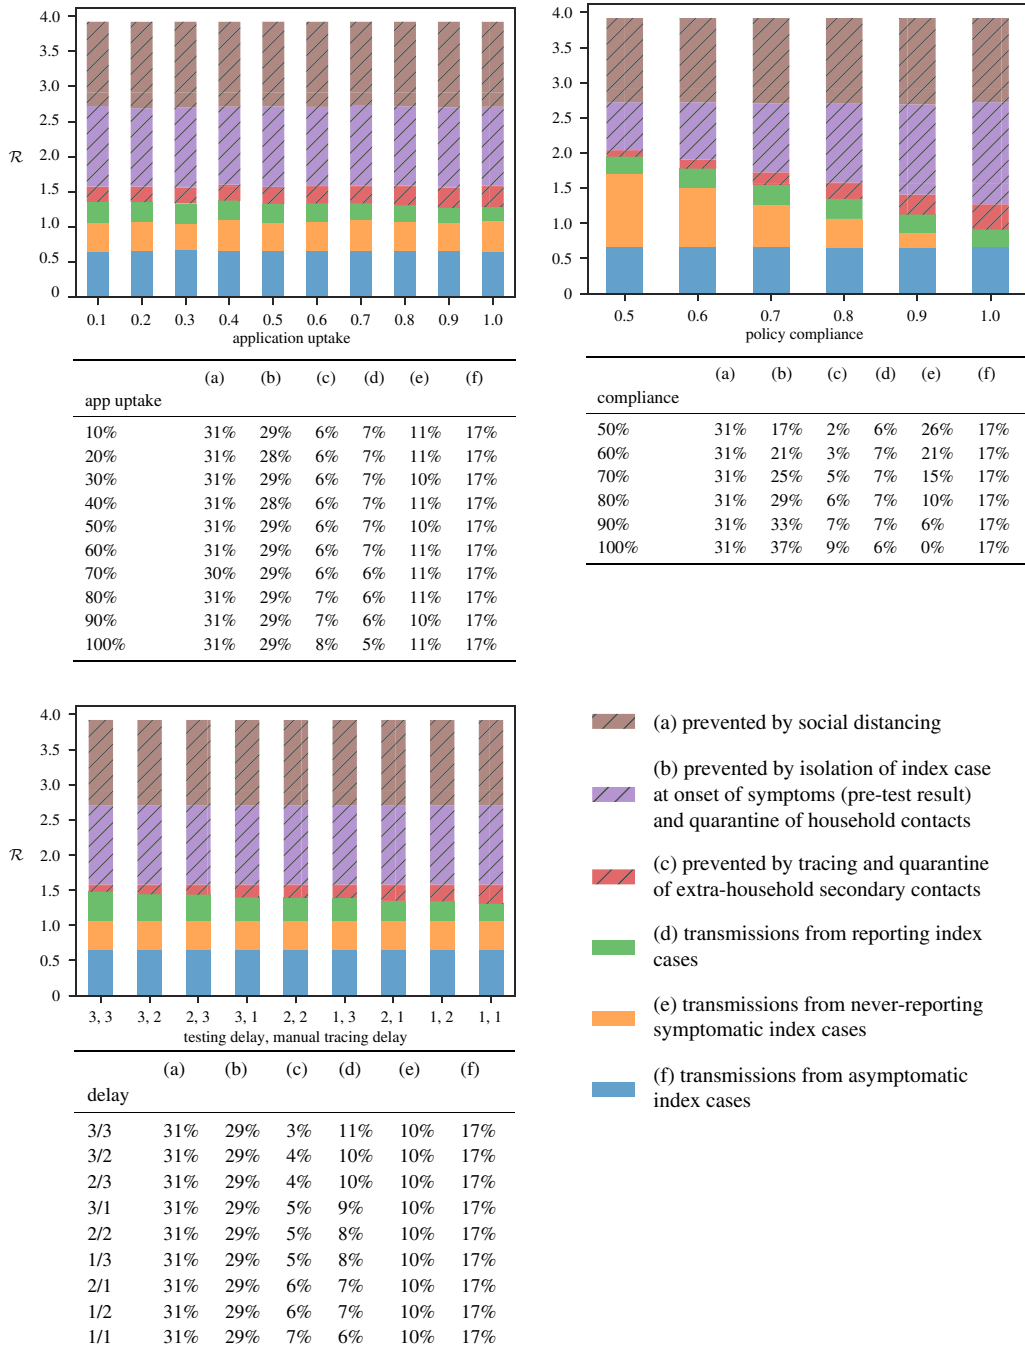 4.0
3.5
3.0
2.5
2.0
1.5
1.0
0.5
0
ℛ
0.1 0.2 0.3 0.4 0.5 0.6 0.7 0.8 0.9 1.0
application uptake
(a) (b) (c) (d) (e) (f)
app uptake
10% 31% 29% 6% 7% 11% 17%
20% 31% 28% 6% 7% 11% 17%
30% 31% 29% 6% 7% 10% 17%
40% 31% 28% 6% 7% 11% 17%
50% 31% 29% 6% 7% 10% 17%
60% 31% 29% 6% 7% 11% 17%
70% 30% 29% 6% 6% 11% 17%
80% 31% 29% 7% 6% 11% 17%
90% 31% 29% 7% 6% 10% 17%
100% 31% 29% 8% 5% 11% 17%
4.0
3.5
3.0
2.5
2.0
1.5
1.0
0.5
0
0.5 0.6 0.7 0.8 0.9 1.0
policy compliance
(a) (b) (c) (d) (e) (f)
compliance
50% 31% 17% 2% 6% 26% 17%
60% 31% 21% 3% 7% 21% 17%
70% 31% 25% 5% 7% 15% 17%
80% 31% 29% 6% 7% 10% 17%
90% 31% 33% 7% 7% 6% 17%
100% 31% 37% 9% 6% 0% 17%
4.0
3.5
3.0
2.5
2.0
1.5
1.0
0.5
0
ℛ
3, 3 3, 2 2, 3 3, 1 2, 2 1, 3 2, 1 1, 2 1, 1
testing delay, manual tracing delay
(a) (b) (c) (d) (e) (f)
delay
3/3 31% 29% 3% 11% 10% 17%
3/2 31% 29% 4% 10% 10% 17%
2/3 31% 29% 4% 10% 10% 17%
3/1 31% 29% 5% 9% 10% 17%
2/2 31% 29% 5% 8% 10% 17%
1/3 31% 29% 5% 8% 10% 17%
2/1 31% 29% 6% 7% 10% 17%
1/2 31% 29% 6% 7% 10% 17%
1/1 31% 29% 7% 6% 10% 17%
(a) prevented by social distancing
(b) prevented by isolation of index case
at onset of symptoms (pre-test result)
and quarantine of household contacts
(c) prevented by tracing and quarantine
of extra-household secondary contacts
(d) transmissions from reporting index
cases
(e) transmissions from never-reporting
symptomatic index cases
(f) transmissions from asymptomatic
index cases